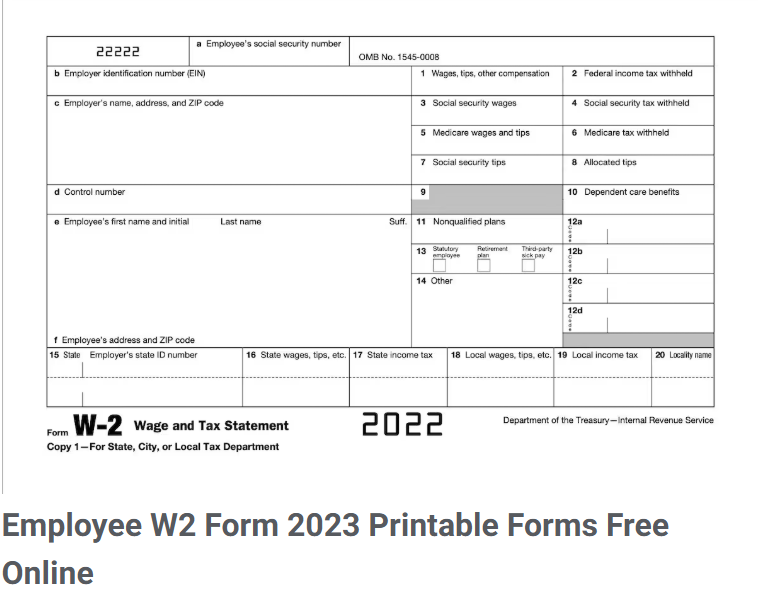 22222
a Employee's social security number
OMB No. 1545-0008
b Employer identification number (EIN)
1 Wages, tips, other compensation
2 Federal income tax withheld
c Employer's name, address, and ZIP code
3 Social security wages
4 Social security tax withheld
5 Medicare wages and tips
6 Medicare tax withheld
7 Social security tips
8 Allocated tips
d Control number
9
10 Dependent care benefits
e Employee's first name and initial Last name Suff.
11 Nonqualified plans
12a
Code
13 Statutory employee Retirement plan Third-party sick pay
12b
Code
14 Other
12c
Code
12d
Code
f Employee's address and ZIP code
15 State Employer's state ID number
16 State wages, tips, etc.
17 State income tax
18 Local wages, tips, etc.
19 Local income tax
20 Locality name
Form W-2 Wage and Tax Statement
2022
Department of the Treasury—Internal Revenue Service
Copy 1—For State, City, or Local Tax Department
Employee W2 Form 2023 Printable Forms Free
Online